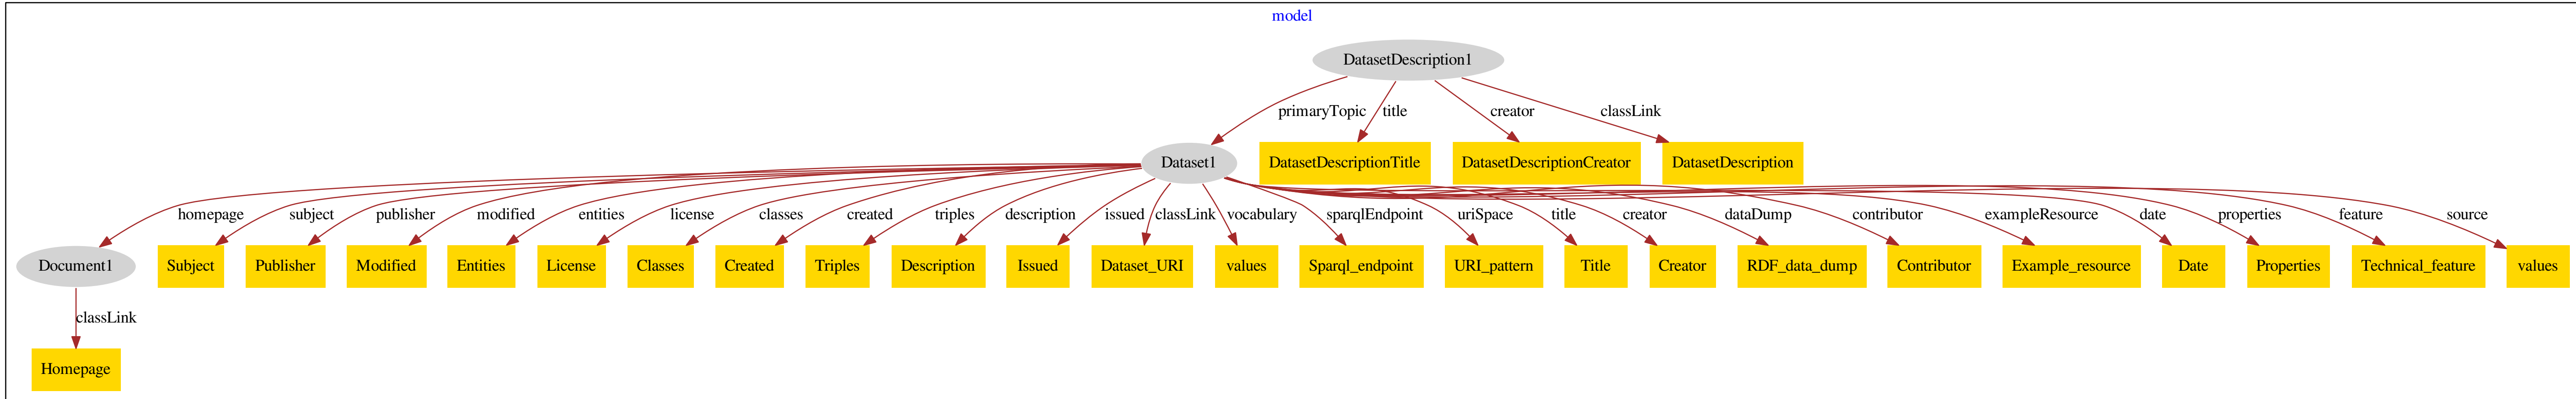 model
DatasetDescription1
primaryTopic
title
creator
classLink
Dataset1
DatasetDescriptionTitle
DatasetDescriptionCreator
DatasetDescription
homepage
subject
publisher
modified
entities
license
classes
created
triples
description
issued
classLink
vocabulary
sparqlEndpoint
uriSpace
title
creator
dataDump
contributor
exampleResource
date
properties
feature
source
Document1
Subject
Publisher
Modified
Entities
License
Classes
Created
Triples
Description
Issued
Dataset_URI
values
Sparql_endpoint
URI_pattern
Title
Creator
RDF_data_dump
Contributor
Example_resource
Date
Properties
Technical_feature
values
classLink
Homepage